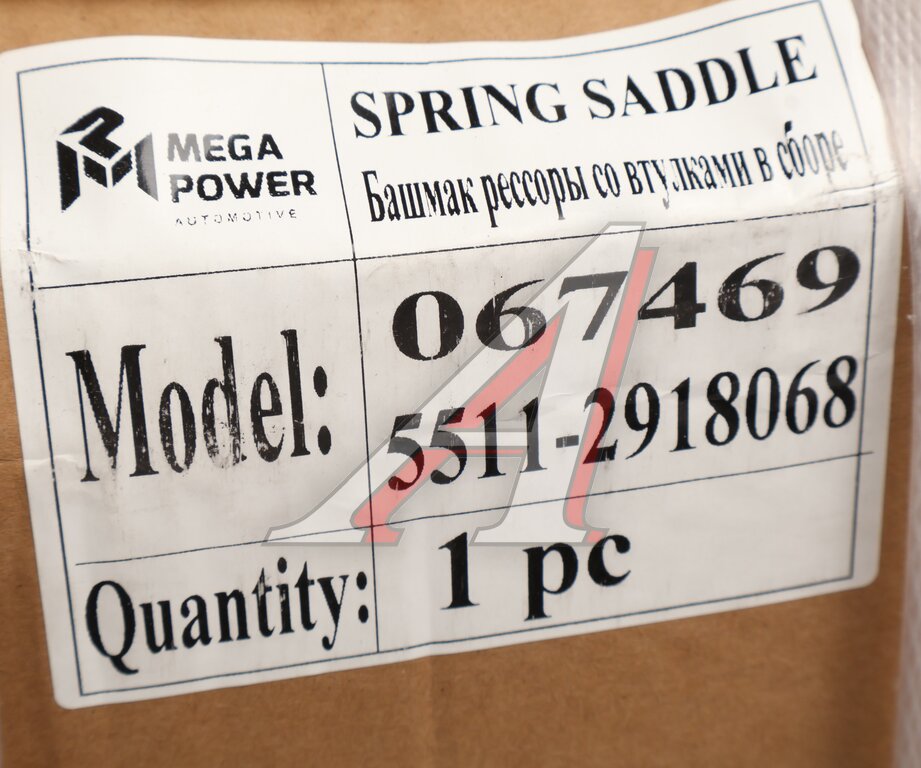 MEGA
POWER
AUTOMOTIVE
SPRING SADDLE
Башмак рессоры со втулками в сборе
Model:
067469
5511-2918068
Quantity:
1 pc